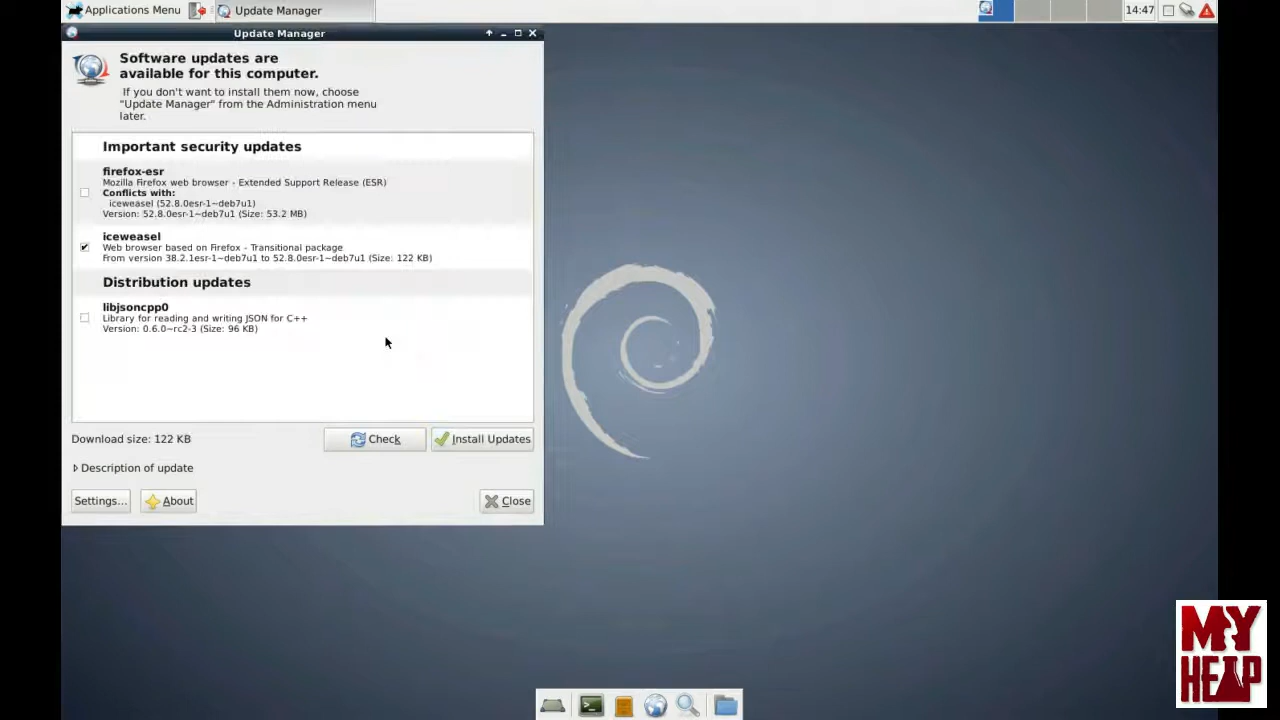 Applications Menu
Update Manager
14:47
Update Manager
Software updates are
available for this computer.
If you don't want to install them now, choose
"Update Manager" from the Administration menu
later.
Important security updates
firefox-esr
Mozilla Firefox web browser - Extended Support Release (ESR)
Conflicts with:
iceweasel (52.8.0esr-1~deb7u1)
Version: 52.8.0esr-1~deb7u1 (Size: 53.2 MB)
iceweasel
Web browser based on Firefox - Transitional package
From version 38.2.1esr-1~deb7u1 to 52.8.0esr-1~deb7u1 (Size: 122 KB)
Distribution updates
libjsoncpp0
Library for reading and writing JSON for C++
Version: 0.6.0~rc2-3 (Size: 96 KB)
Download size: 122 KB
Check
Install Updates
Description of update
Settings...
About
Close
MY
HELP